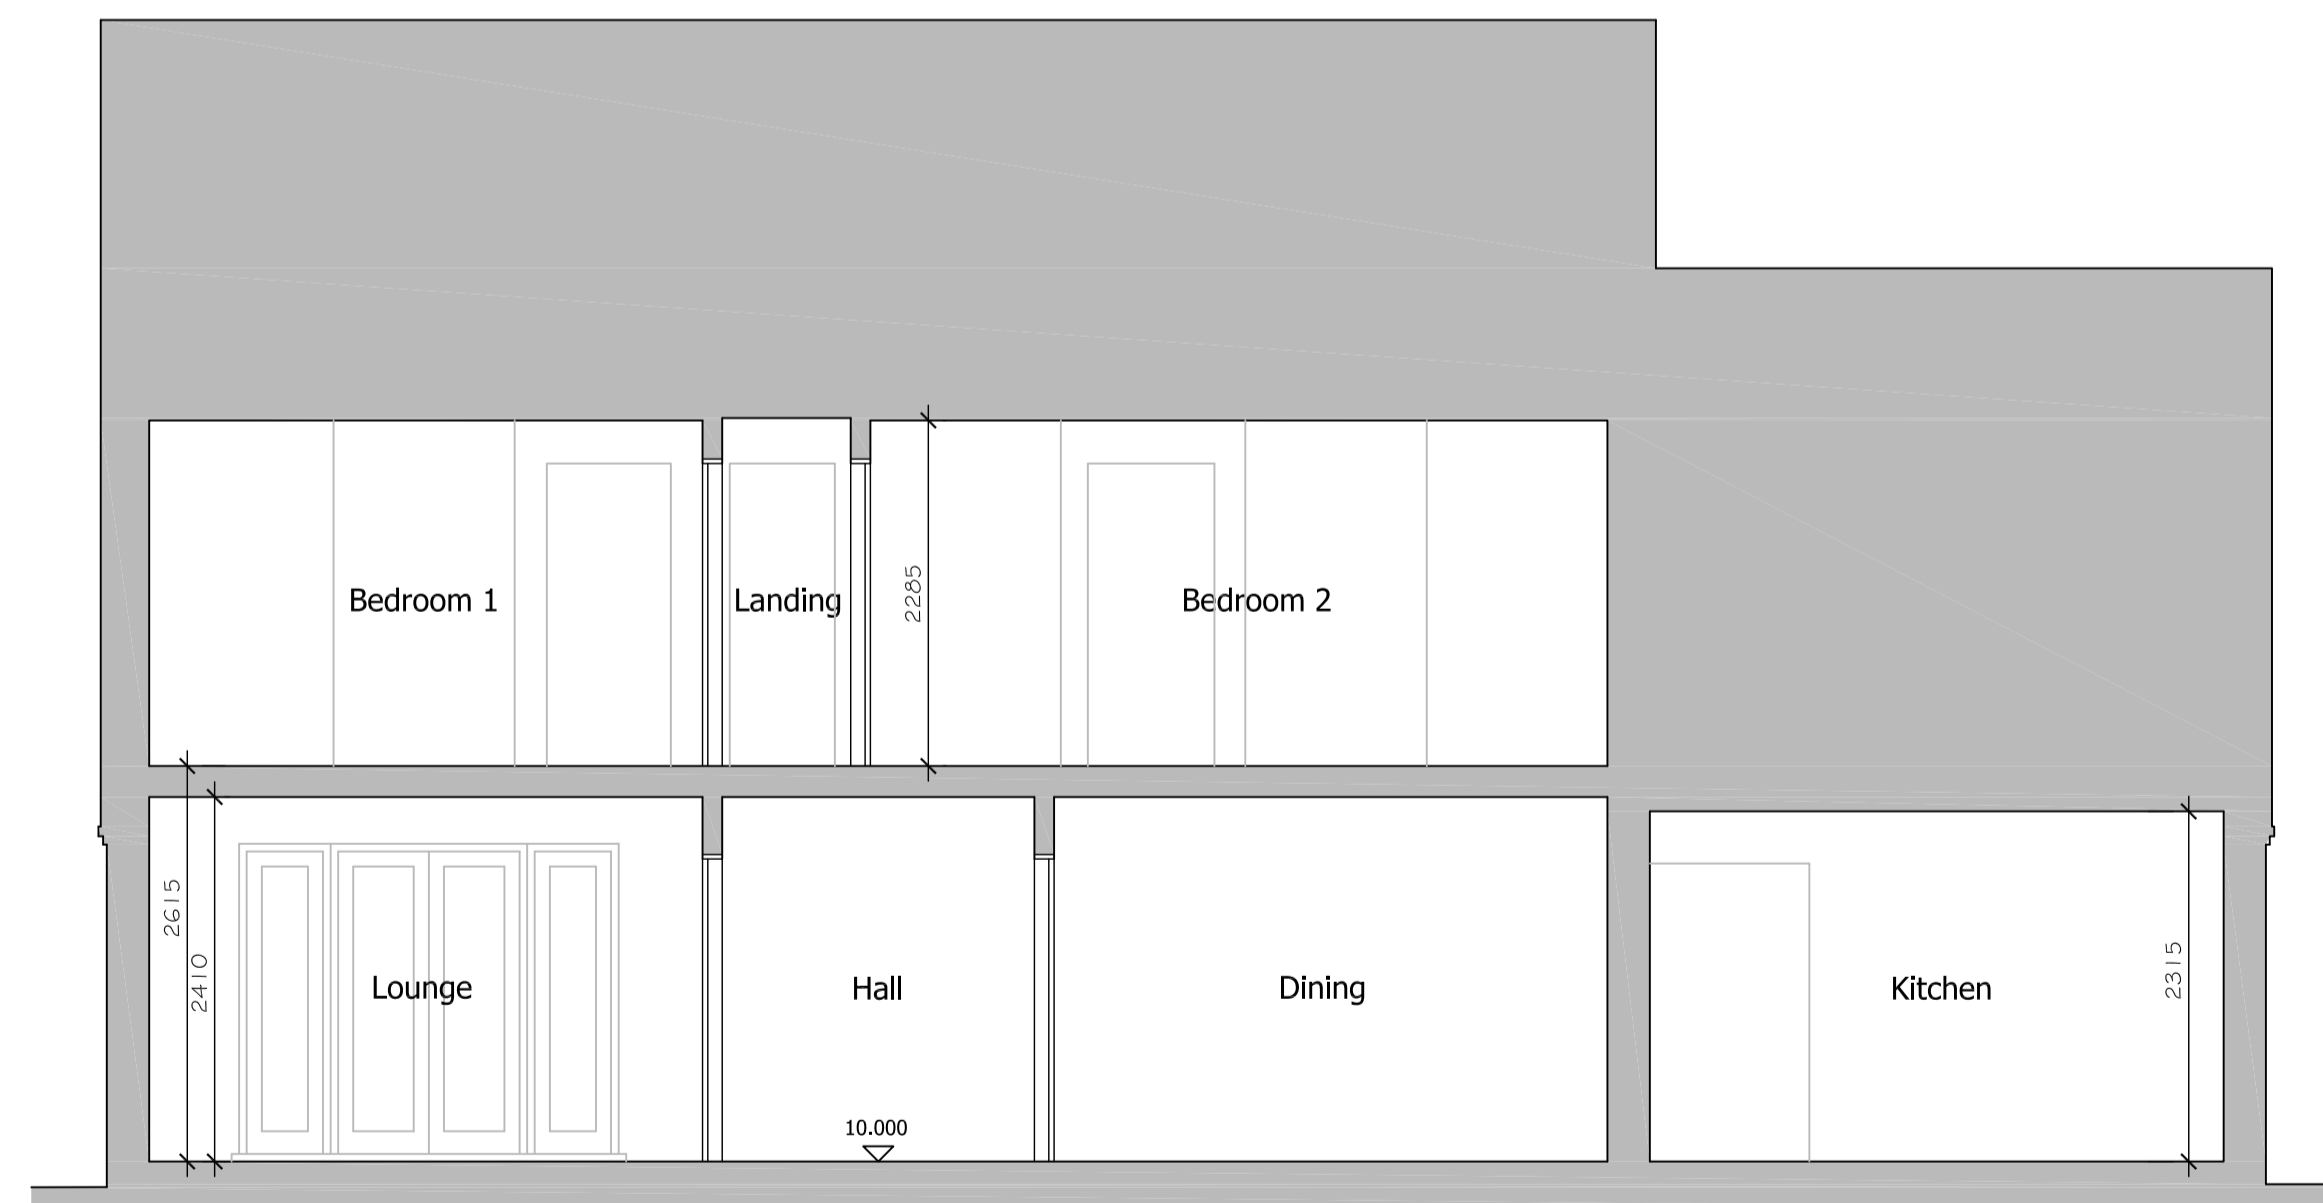 Bedroom 1
Landing
2285
Bedroom 2
2615
2410
Lounge
Hall
Dining
Kitchen
2315
10.000